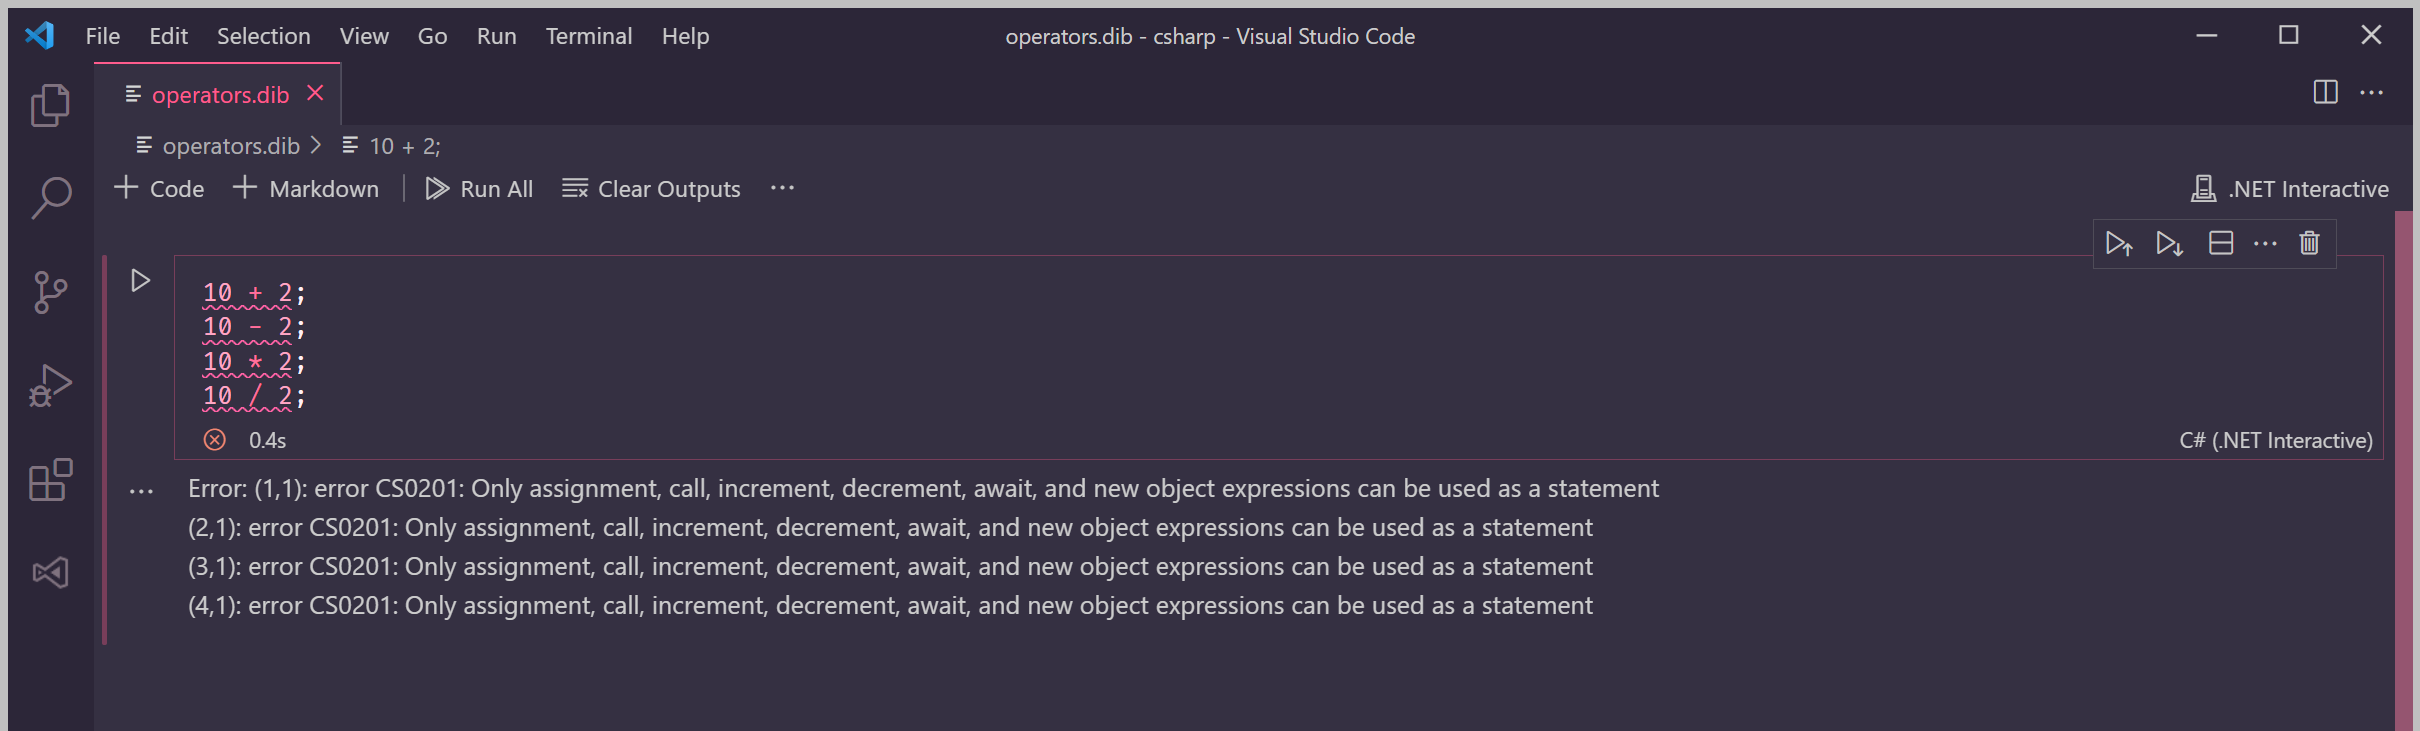 File Edit Selection View Go Run Terminal Help operators.dib - csharp - Visual Studio Code
operators.dib
operators.dib > 10 + 2;
Code Markdown Run All Clear Outputs ... .NET Interactive
10 + 2;
10 - 2;
10 * 2;
10 / 2;
0.4s C# (.NET Interactive)
Error: (1,1): error CS0201: Only assignment, call, increment, decrement, await, and new object expressions can be used as a statement
(2,1): error CS0201: Only assignment, call, increment, decrement, await, and new object expressions can be used as a statement
(3,1): error CS0201: Only assignment, call, increment, decrement, await, and new object expressions can be used as a statement
(4,1): error CS0201: Only assignment, call, increment, decrement, await, and new object expressions can be used as a statement